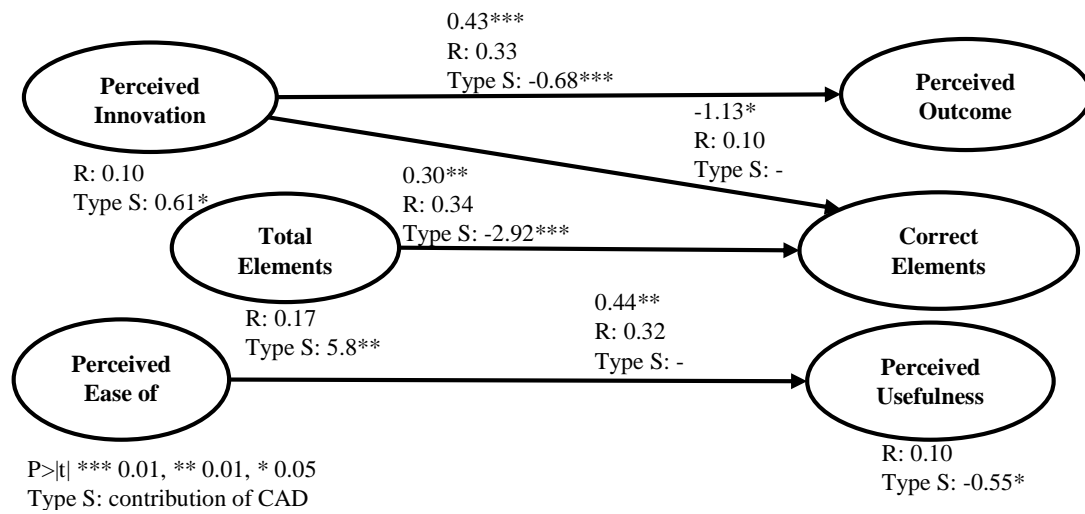 0.43***
R: 0.33
Type S: -0.68***
Perceived
Innovation
Perceived
Outcome
-1.13*
R: 0.10
Type S: -
R: 0.10
Type S: 0.61*
0.30**
R: 0.34
Type S: -2.92***
Total
Elements
Correct
Elements
R: 0.17
Type S: 5.8**
0.44**
R: 0.32
Type S: -
Perceived
Ease of
Perceived
Usefulness
R: 0.10
Type S: -0.55*
P>|t| *** 0.01, ** 0.01, * 0.05
Type S: contribution of CAD